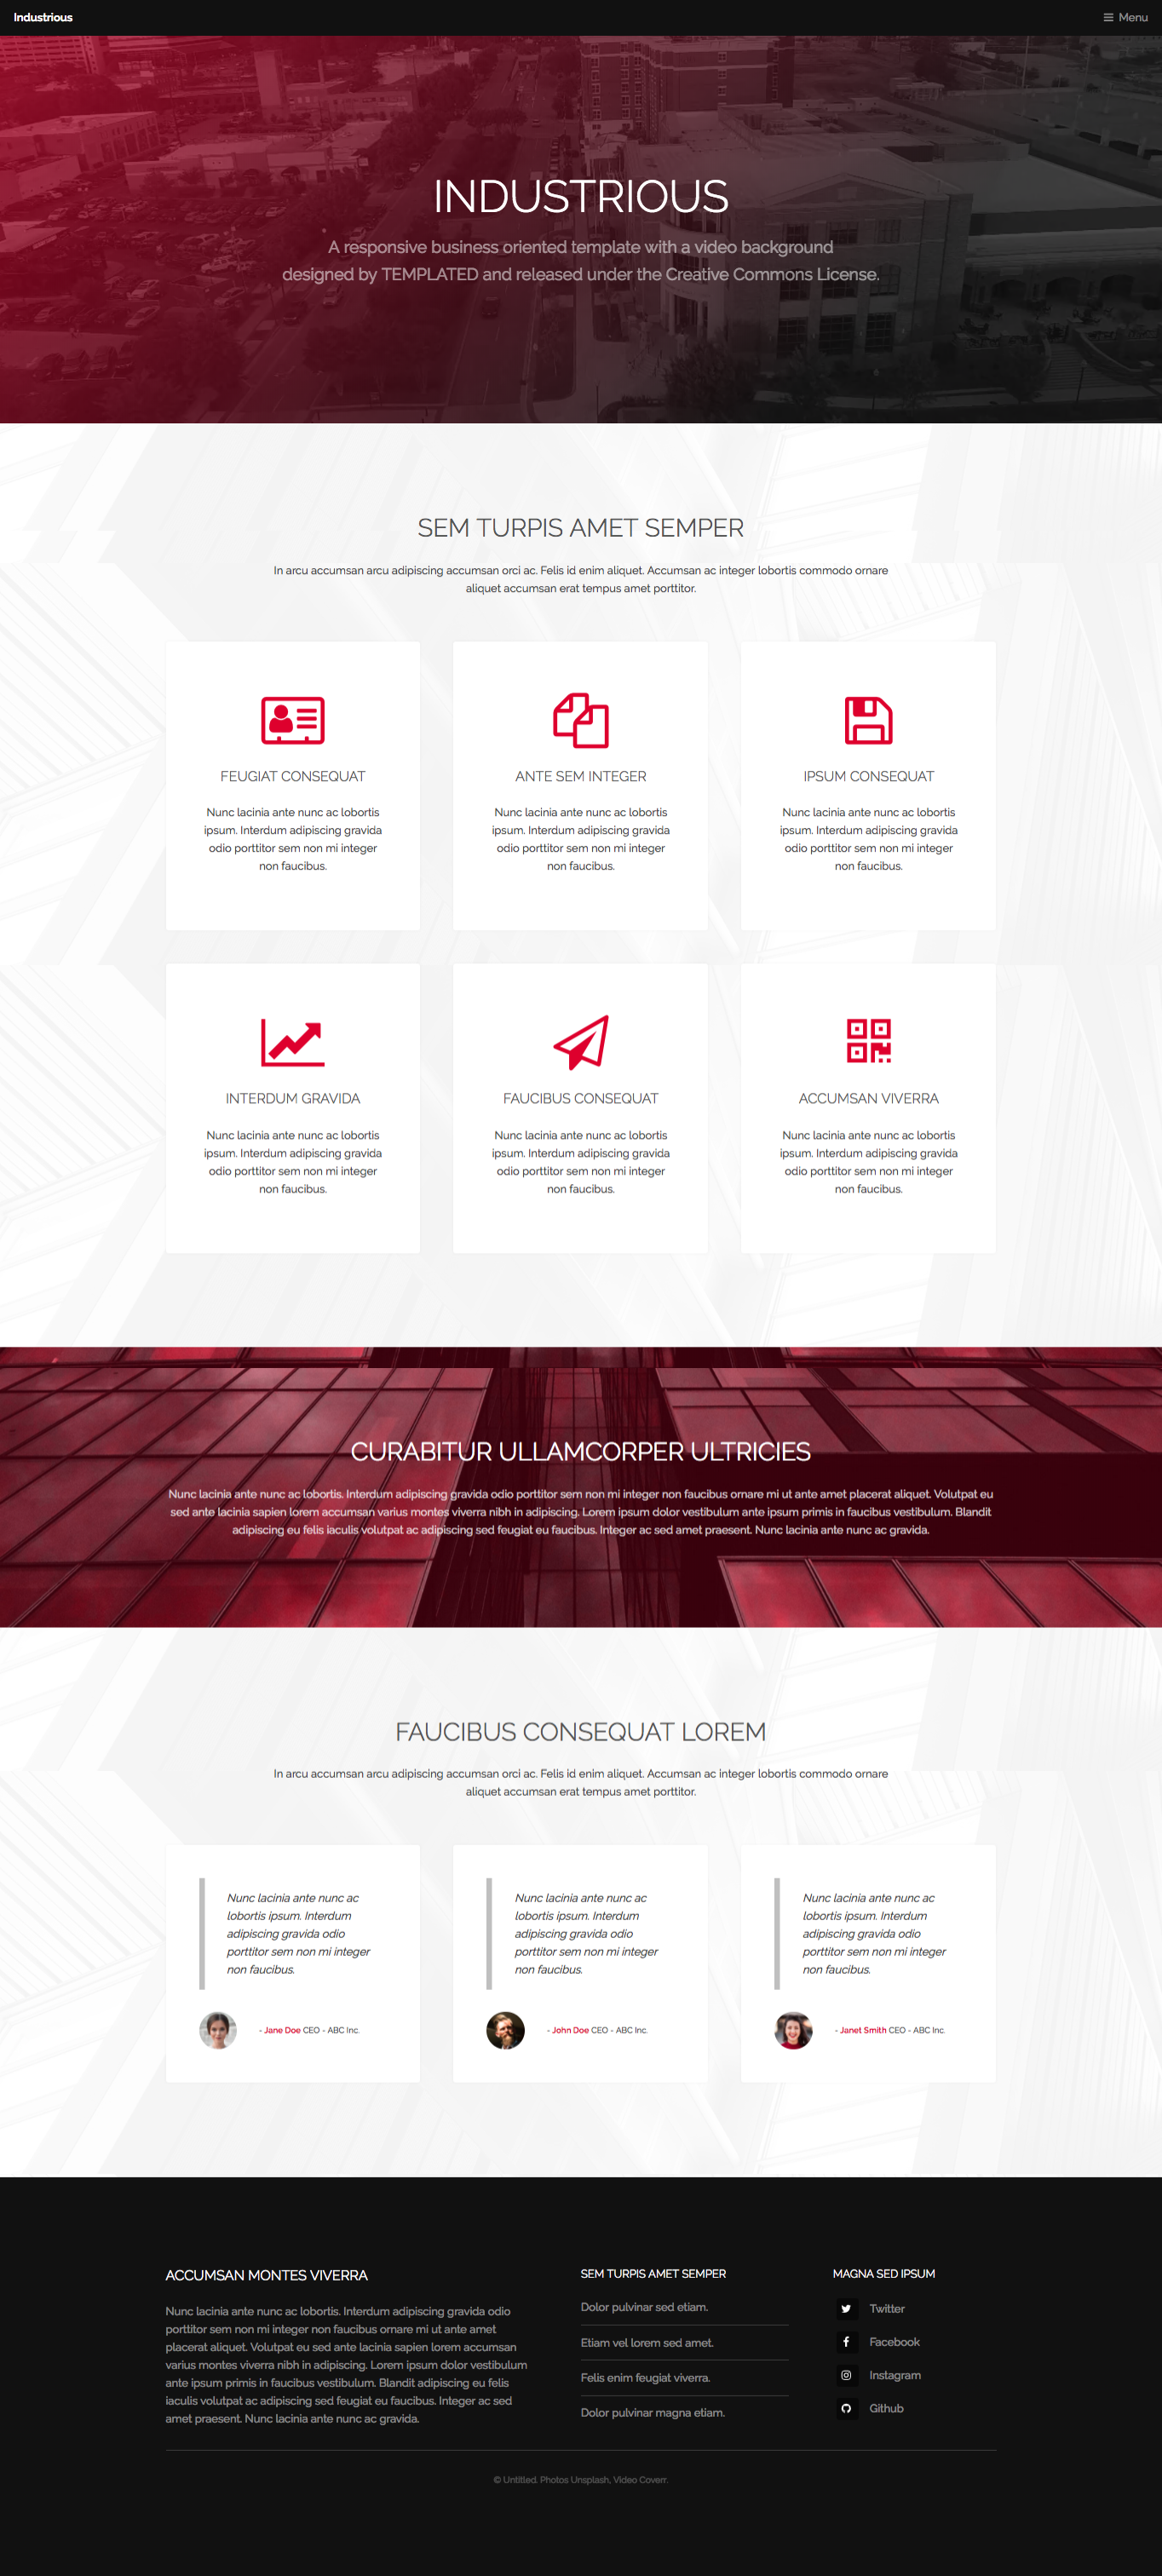 Industrious
Menu
INDUSTRIOUS
A responsive business oriented template with a video background
designed by TEMPLATED and released under the Creative Commons License.
SEM TURPIS AMET SEMPER
In arcu accumsan arcu adipiscing accumsan orci ac. Felis id enim aliquet. Accumsan ac integer lobortis commodo ornare
aliquet accumsan erat tempus amet porttitor.
FEUGIAT CONSEQUAT
Nunc lacinia ante nunc ac lobortis
ipsum. Interdum adipiscing gravida
odio porttitor sem non mi integer
non faucibus.
ANTE SEM INTEGER
Nunc lacinia ante nunc ac lobortis
ipsum. Interdum adipiscing gravida
odio porttitor sem non mi integer
non faucibus.
IPSUM CONSEQUAT
Nunc lacinia ante nunc ac lobortis
ipsum. Interdum adipiscing gravida
odio porttitor sem non mi integer
non faucibus.
INTERDUM GRAVIDA
Nunc lacinia ante nunc ac lobortis
ipsum. Interdum adipiscing gravida
odio porttitor sem non mi integer
non faucibus.
FAUCIBUS CONSEQUAT
Nunc lacinia ante nunc ac lobortis
ipsum. Interdum adipiscing gravida
odio porttitor sem non mi integer
non faucibus.
ACCUMSAN VIVERRA
Nunc lacinia ante nunc ac lobortis
ipsum. Interdum adipiscing gravida
odio porttitor sem non mi integer
non faucibus.
CURABITUR ULLAMCORPER ULTRICIES
Nunc lacinia ante nunc ac lobortis. Interdum adipiscing gravida odio porttitor sem non mi integer non faucibus ornare mi ut ante amet placerat aliquet. Volutpat eu
sed ante lacinia sapien lorem accumsan varius montes viverra nibh in adipiscing. Lorem ipsum dolor vestibulum ante ipsum primis in faucibus vestibulum. Blandit
adipiscing eu felis iaculis volutpat ac adipiscing sed feugiat eu faucibus. Integer ac sed amet praesent. Nunc lacinia ante nunc ac gravida.
FAUCIBUS CONSEQUAT LOREM
In arcu accumsan arcu adipiscing accumsan orci ac. Felis id enim aliquet. Accumsan ac integer lobortis commodo ornare
aliquet accumsan erat tempus amet porttitor.
Nunc lacinia ante nunc ac
lobortis ipsum. Interdum
adipiscing gravida odio
porttitor sem non mi integer
non faucibus.
- Jane Doe CEO - ABC Inc.
Nunc lacinia ante nunc ac
lobortis ipsum. Interdum
adipiscing gravida odio
porttitor sem non mi integer
non faucibus.
- John Doe CEO - ABC Inc.
Nunc lacinia ante nunc ac
lobortis ipsum. Interdum
adipiscing gravida odio
porttitor sem non mi integer
non faucibus.
- Janet Smith CEO - ABC Inc.
ACCUMSAN MONTES VIVERRA
Nunc lacinia ante nunc ac lobortis. Interdum adipiscing gravida odio
porttitor sem non mi integer non faucibus ornare mi ut ante amet
placerat aliquet. Volutpat eu sed ante lacinia sapien lorem accumsan
varius montes viverra nibh in adipiscing. Lorem ipsum dolor vestibulum
ante ipsum primis in faucibus vestibulum. Blandit adipiscing eu felis
iaculis volutpat ac adipiscing sed feugiat eu faucibus. Integer ac sed
amet praesent. Nunc lacinia ante nunc ac gravida.
SEM TURPIS AMET SEMPER
Dolor pulvinar sed etiam.
Etiam vel lorem sed amet.
Felis enim feugiat viverra.
Dolor pulvinar magna etiam.
MAGNA SED IPSUM
Twitter
Facebook
Instagram
Github
© Untitled. Photos Unsplash, Video Coverr.